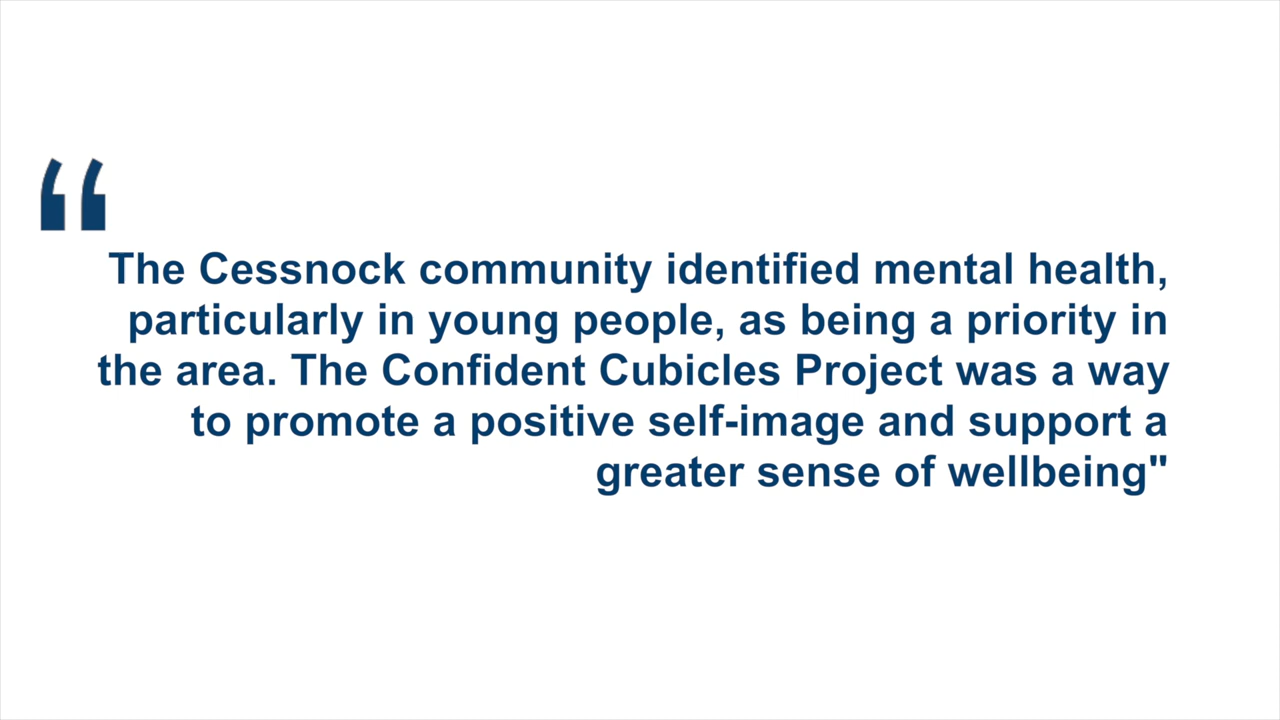 “
The Cessnock community identified mental health,
particularly in young people, as being a priority in
the area. The Confident Cubicles Project was a way
to promote a positive self-image and support a
greater sense of wellbeing"